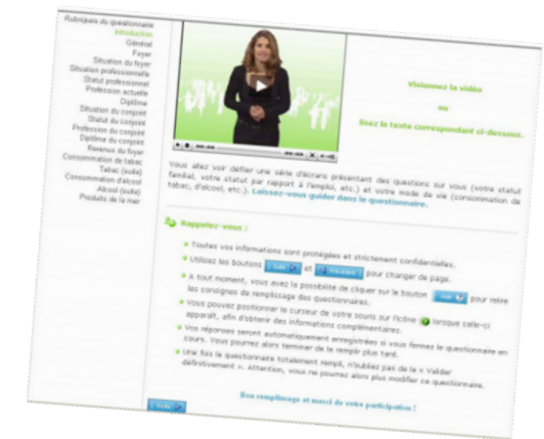 Rubriques du questionnaire
Introduction
Général
Foyer
Situation du foyer
Situation professionnelle
Statut professionnel
Profession actuelle
Diplôme
Situation du conjoint
Statut du conjoint
Profession du conjoint
Diplôme du conjoint
Revenus du foyer
Consommation de tabac
Tabac (suite)
Consommation d'alcool
Alcool (suite)
Produits de la mer
Visionnez la vidéo
ou
lisez le texte correspondant ci-dessous.
Vous allez voir défiler une série d'écrans présentant des questions sur vous (votre statut
familial, votre statut par rapport à l'emploi, etc.) et votre mode de vie (consommation de
tabac, d'alcool, etc.). Laissez-vous guider dans le questionnaire.
Rappelez-vous :
Toutes vos informations sont protégées et strictement confidentielles.
Utilisez les boutons et pour changer de page.
A tout moment, vous avez la possibilité de cliquer sur le bouton pour relire
les consignes de remplissage des questionnaires.
Vous pouvez positionner le curseur de votre souris sur l'icône lorsque celle-ci
apparaît, afin d'obtenir des informations complémentaires.
Vos réponses seront automatiquement enregistrées si vous fermez le questionnaire en
cours. Vous pourrez alors terminer de le remplir plus tard.
Une fois le questionnaire totalement rempli, n'oubliez pas de le « Valider
définitivement ». Attention, vous ne pourrez alors plus modifier ce questionnaire.
Bon remplissage et merci de votre participation !